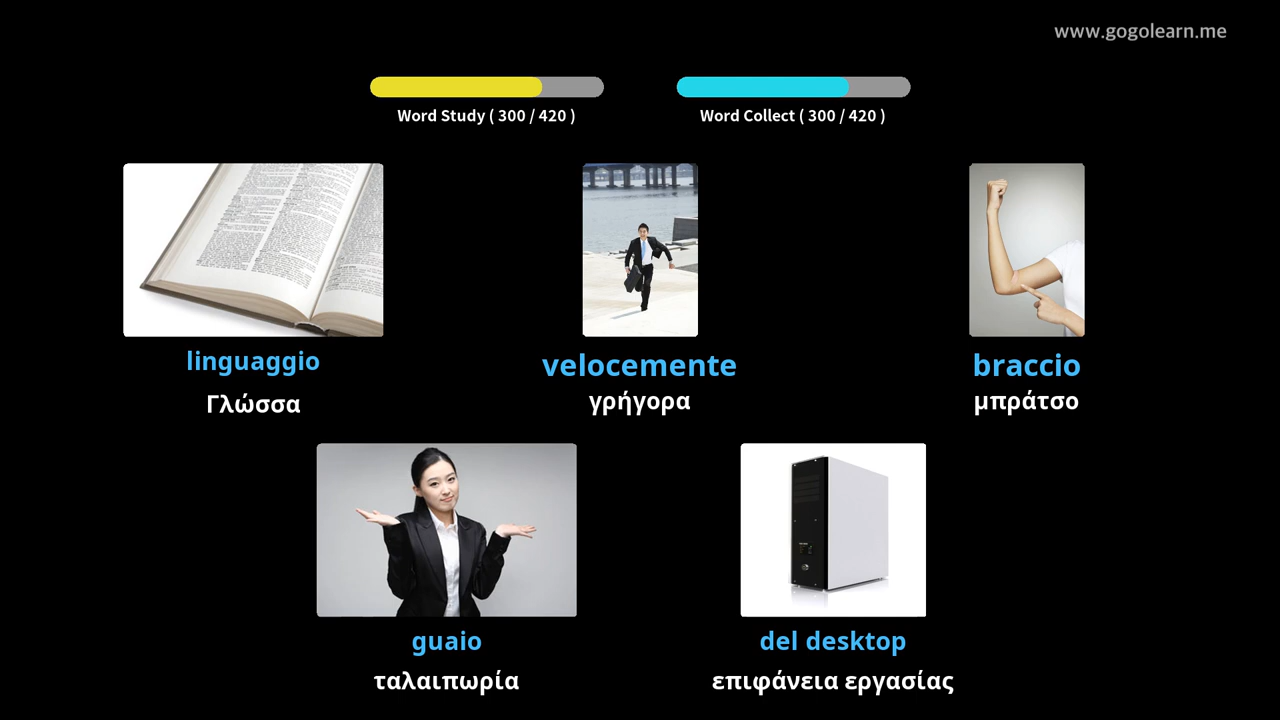 www.gogolearn.me
Word Study ( 300 / 420 )
Word Collect ( 300 / 420 )
linguaggio
Γλώσσα
velocemente
γρήγορα
braccio
μπράτσο
guaio
ταλαιπωρία
del desktop
επιφάνεια εργασίας